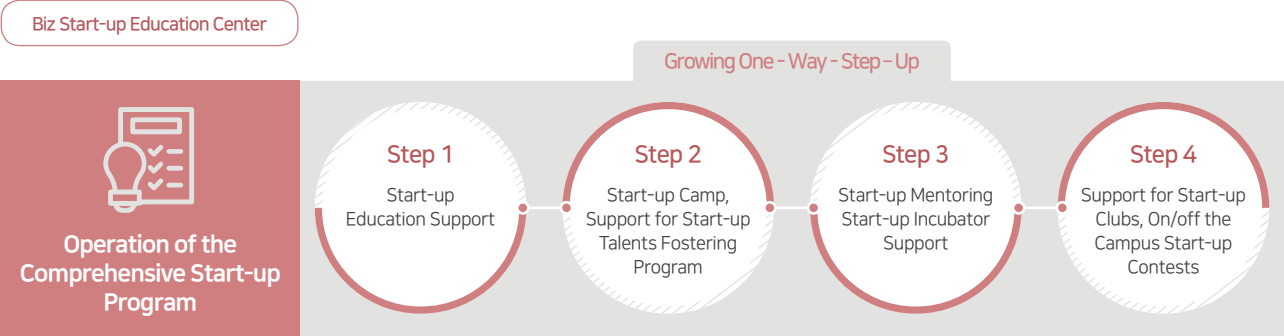 Biz Start-up Education Center
Growing One - Way - Step - Up
Operation of the
Comprehensive Start-up
Program
Step 1
Start-up
Education Support
Step 2
Start-up Camp,
Support for Start-up
Talents Fostering
Program
Step 3
Start-up Mentoring
Start-up Incubator
Support
Step 4
Support for Start-up
Clubs, On/off the
Campus Start-up
Contests